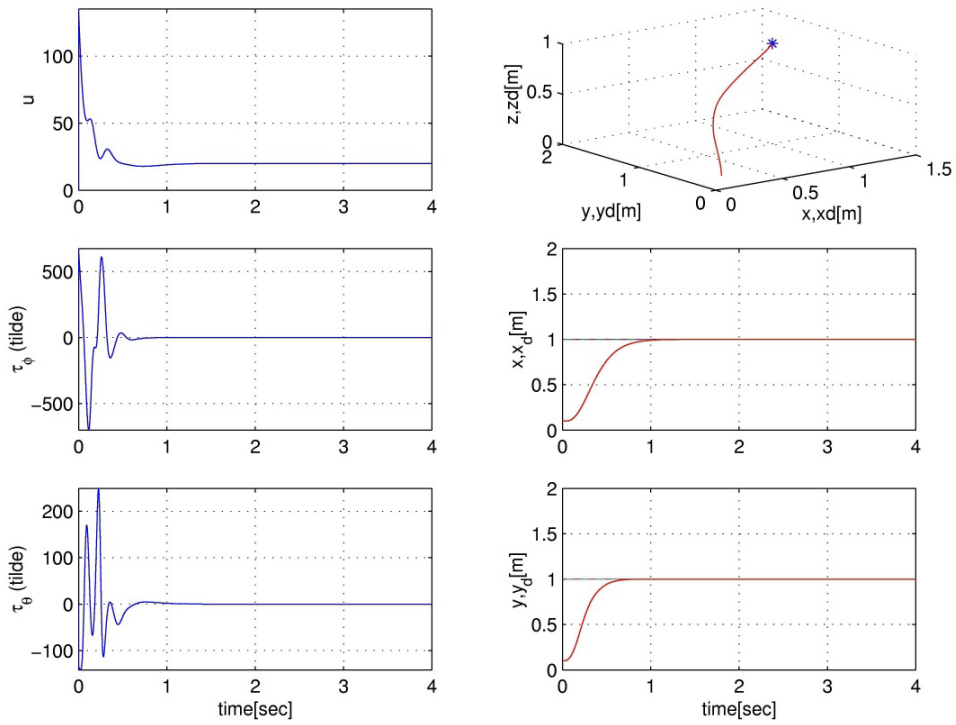 u
100
50
0
0 1 2 3 4
z,zd[m]
1
0.5
0
2
1
0
0
0.5
1
1.5
y,yd[m]
x,xd[m]
τϕ (tilde)
500
0
−500
0 1 2 3 4
x,xd[m]
2
1.5
1
0.5
0
0 1 2 3 4
τθ (tilde)
200
100
0
−100
0 1 2 3 4
time[sec]
y,yd[m]
2
1.5
1
0.5
0
0 1 2 3 4
time[sec]